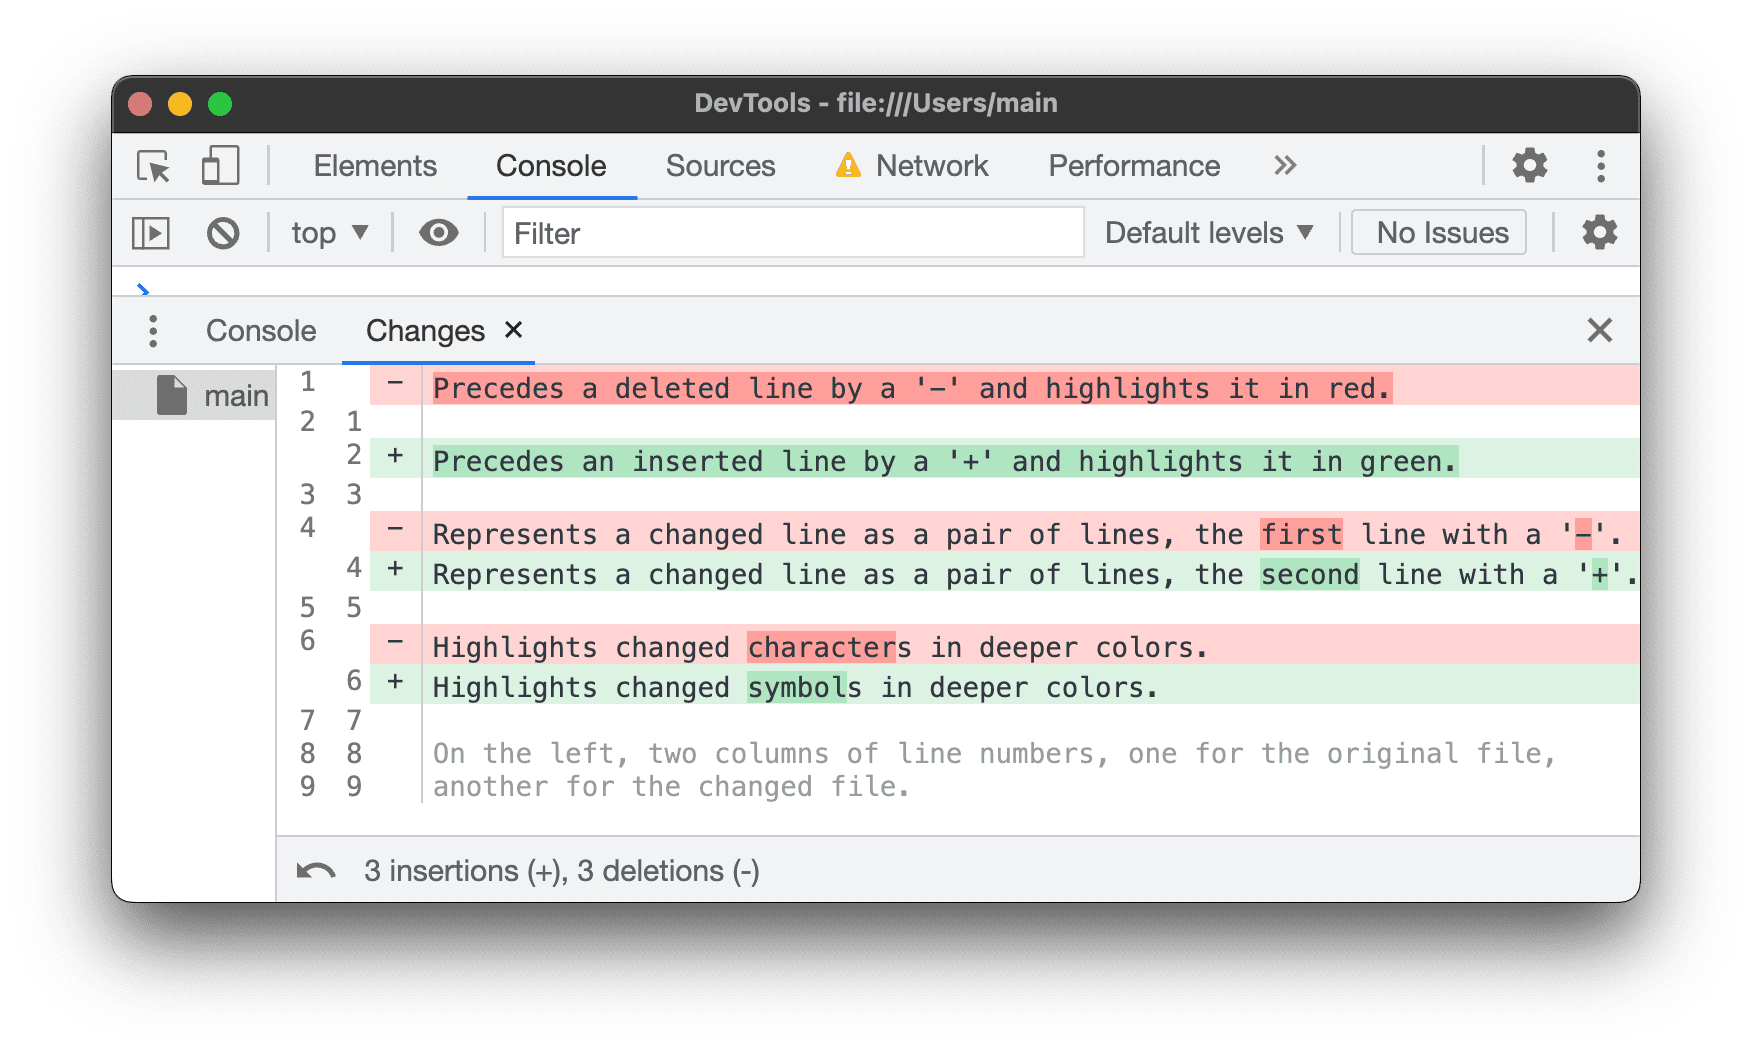 DevTools - file:///Users/main
Elements Console Sources Network Performance »
top ▼ Filter Default levels ▼ No Issues
›
Console Changes ×
main
1 − Precedes a deleted line by a '-' and highlights it in red.
2 1
2 + Precedes an inserted line by a '+' and highlights it in green.
3 3
4 − Represents a changed line as a pair of lines, the first line with a '-'.
4 + Represents a changed line as a pair of lines, the second line with a '+'.
5 5
6 − Highlights changed characters in deeper colors.
6 + Highlights changed symbols in deeper colors.
7 7
8 8 On the left, two columns of line numbers, one for the original file,
9 9 another for the changed file.
3 insertions (+), 3 deletions (-)